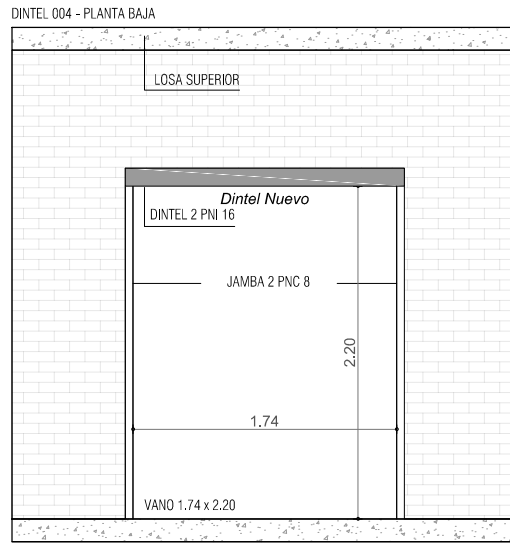 DINTEL 004 - PLANTA BAJA
LOSA SUPERIOR
Dintel Nuevo
DINTEL 2 PNI 16
JAMBA 2 PNC 8
2.20
1.74
VANO 1.74 x 2.20